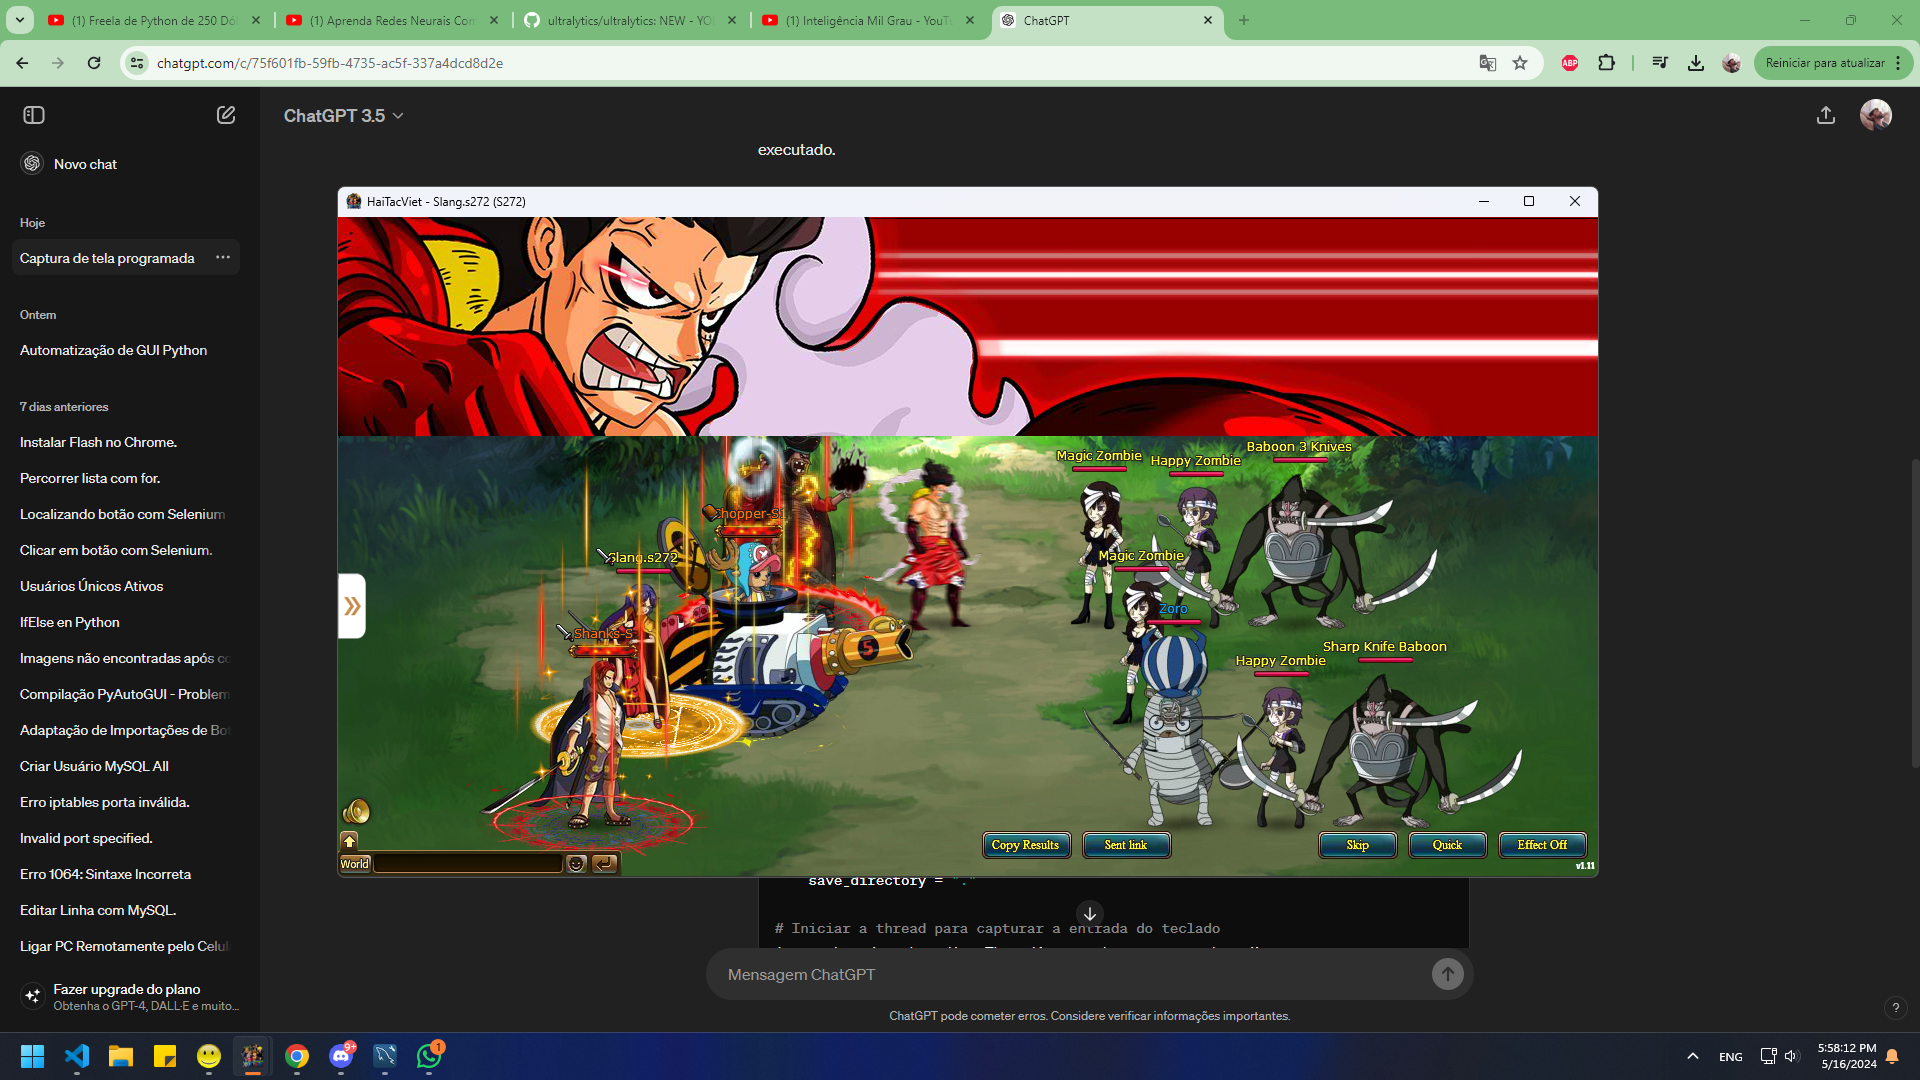 (1) Freela de Python de 250 Dól
(1) Aprenda Redes Neurais Com
ultralytics/ultralytics: NEW - YO
(1) Inteligência Mil Grau - YouTu
ChatGPT
chatgpt.com/c/75f601fb-59fb-4735-ac5f-337a4dcd8d2e
ABP
Reiniciar para atualizar
ChatGPT 3.5
executado.
Novo chat
Hoje
Captura de tela programada
Ontem
Automatização de GUI Python
7 dias anteriores
Instalar Flash no Chrome.
Percorrer lista com for.
Localizando botão com Selenium
Clicar em botão com Selenium.
Usuários Únicos Ativos
IfElse en Python
Imagens não encontradas após co
Compilação PyAutoGUI - Problem
Adaptação de Importações de Bot
Criar Usuário MySQL All
Erro iptables porta inválida.
Invalid port specified.
Erro 1064: Sintaxe Incorreta
Editar Linha com MySQL.
Ligar PC Remotamente pelo Celul
Fazer upgrade do plano
Obtenha o GPT-4, DALL·E e muito...
HaiTacViet - Slang.s272 (S272)
Baboon 3 Knives
Magic Zombie
Happy Zombie
Chopper-S
Slang.s272
Magic Zombie
Zoro
Shanks-S
Sharp Knife Baboon
Happy Zombie
5
Copy Results
Sent link
Skip
Quick
Effect Off
World
v1.11
save_directory = "."
# Iniciar a thread para capturar a entrada do teclado
Mensagem ChatGPT
ChatGPT pode cometer erros. Considere verificar informações importantes.
?
9+
1
ENG
5:58:12 PM
5/16/2024